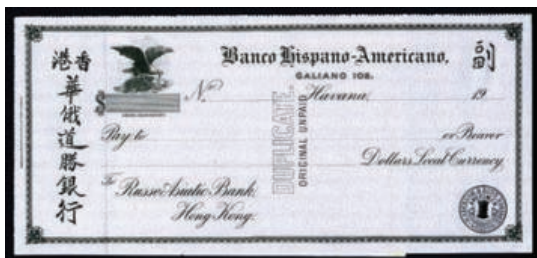 香港
華俄道勝銀行
Banco Hispano-Americano,
副
GALIANO 108.
$
No
Havana, 19
DUPLICATE.
ORIGINAL UNPAID
Pay to or Bearer
Dollars Local Currency
To Russo-Asiatic Bank,
Hong Kong.